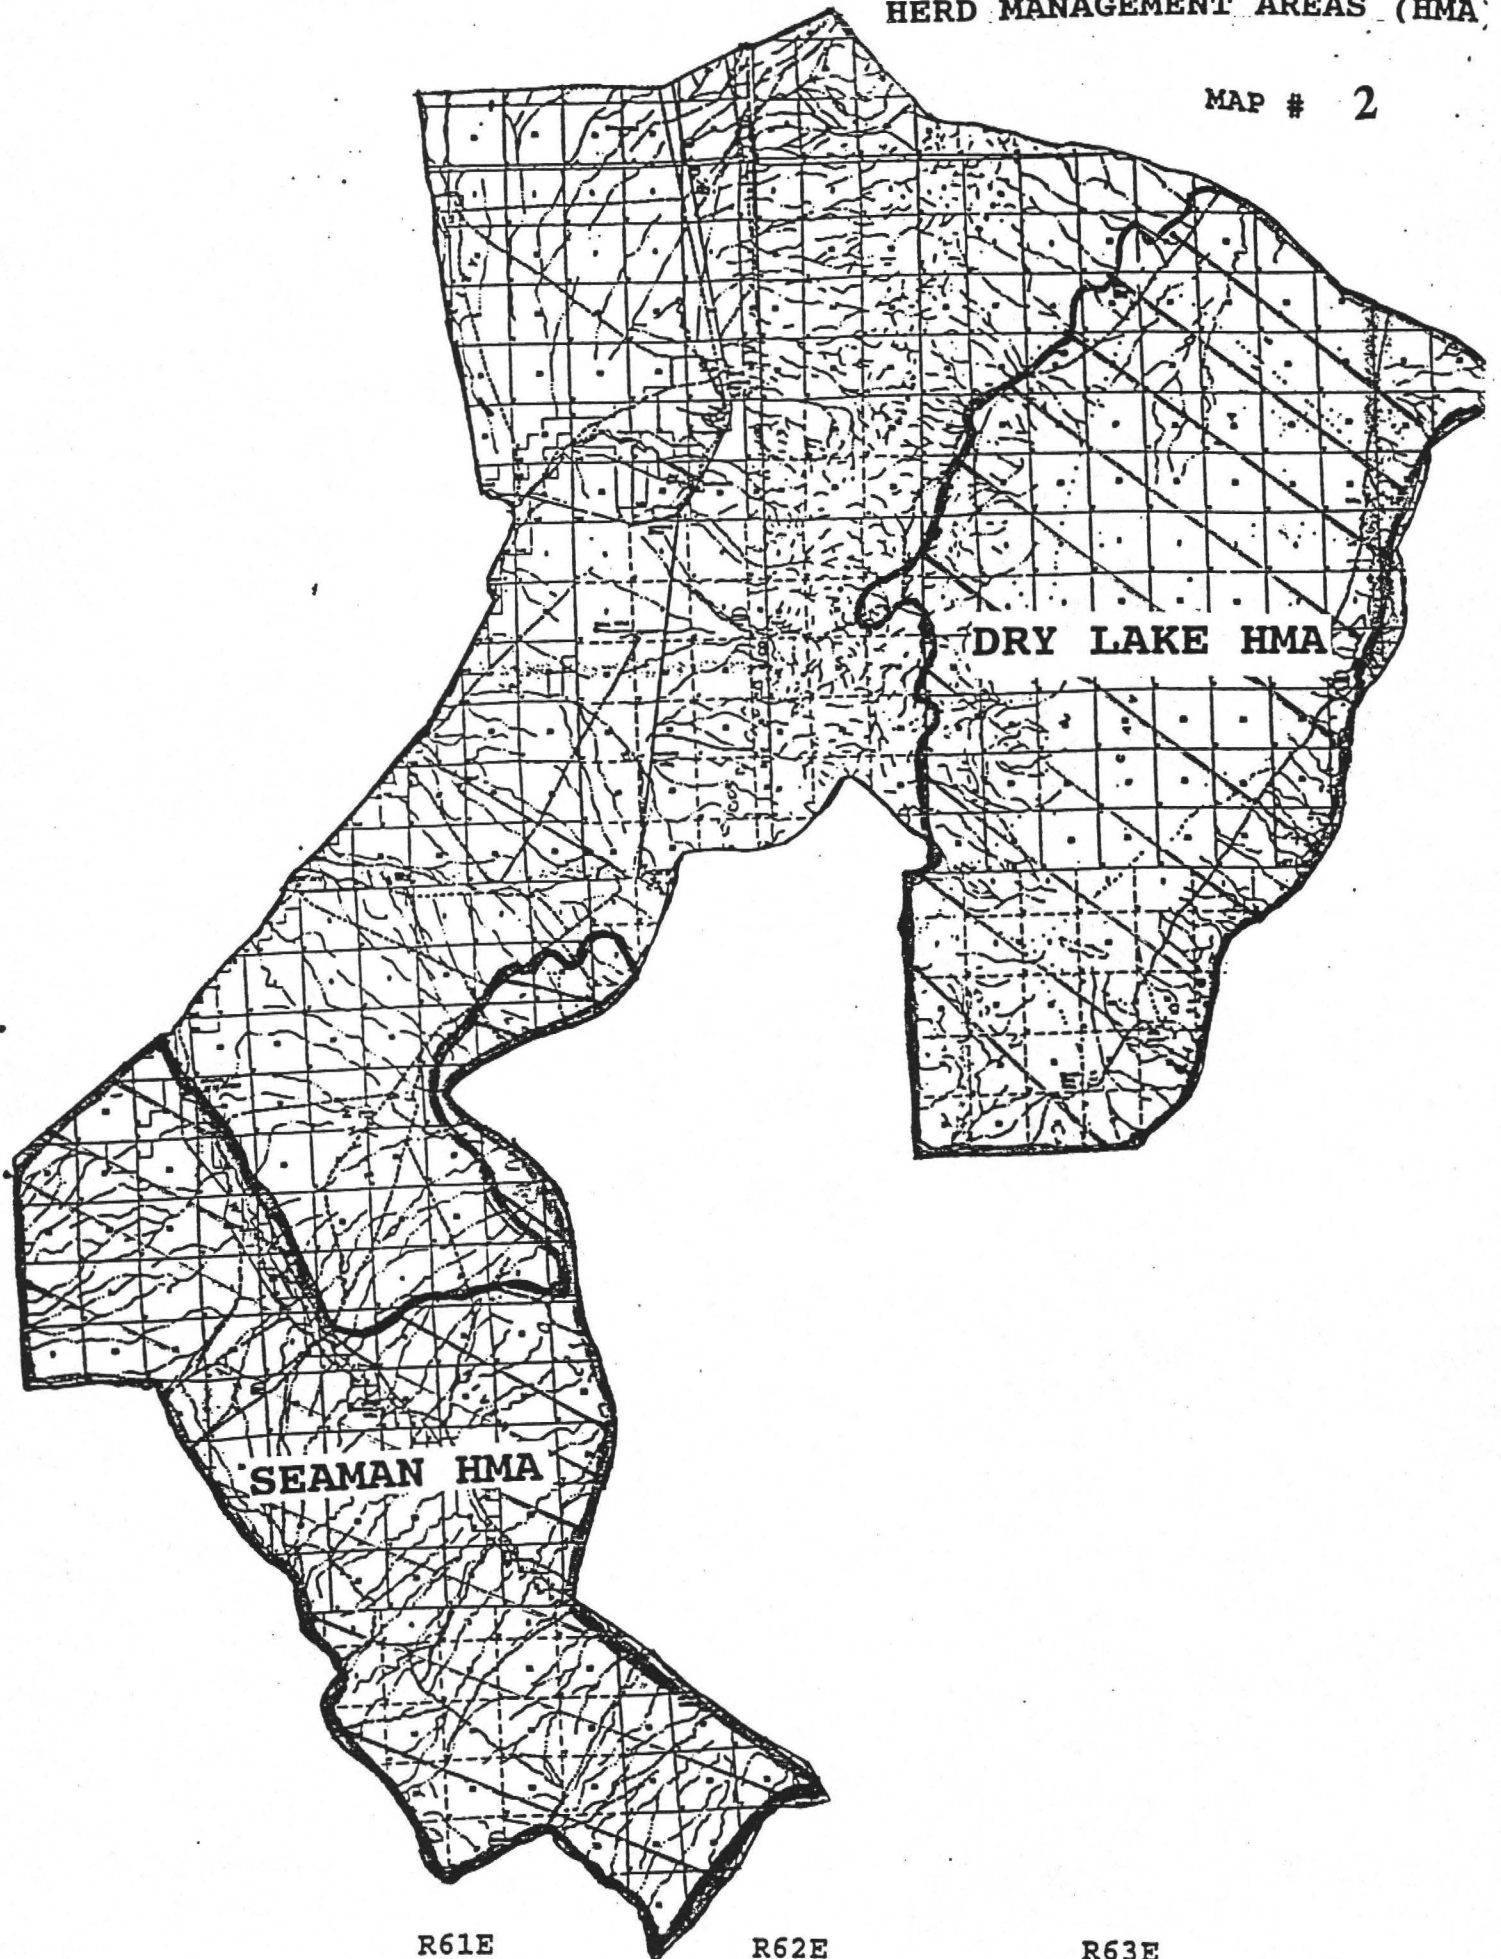 HERD MANAGEMENT AREAS (HMA)
MAP # 2
DRY LAKE HMA
SEAMAN HMA
R61E R62E R63E